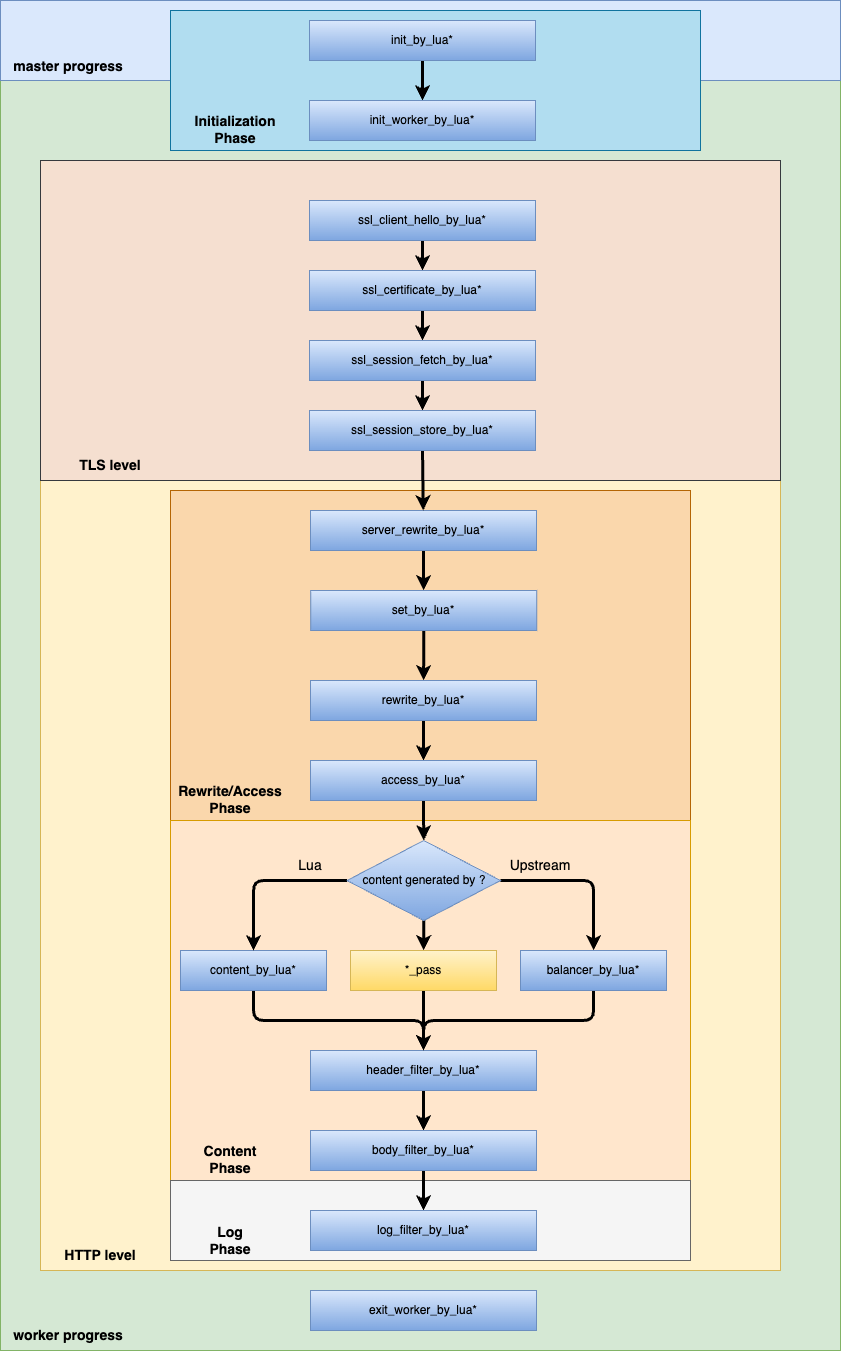 init_by_lua*
master progress
Initialization
Phase
init_worker_by_lua*
ssl_client_hello_by_lua*
ssl_certificate_by_lua*
ssl_session_fetch_by_lua*
ssl_session_store_by_lua*
TLS level
server_rewrite_by_lua*
set_by_lua*
rewrite_by_lua*
access_by_lua*
Rewrite/Access
Phase
Lua
Upstream
content generated by ?
content_by_lua*
*_pass
balancer_by_lua*
header_filter_by_lua*
body_filter_by_lua*
Content
Phase
log_filter_by_lua*
Log
Phase
HTTP level
exit_worker_by_lua*
worker progress